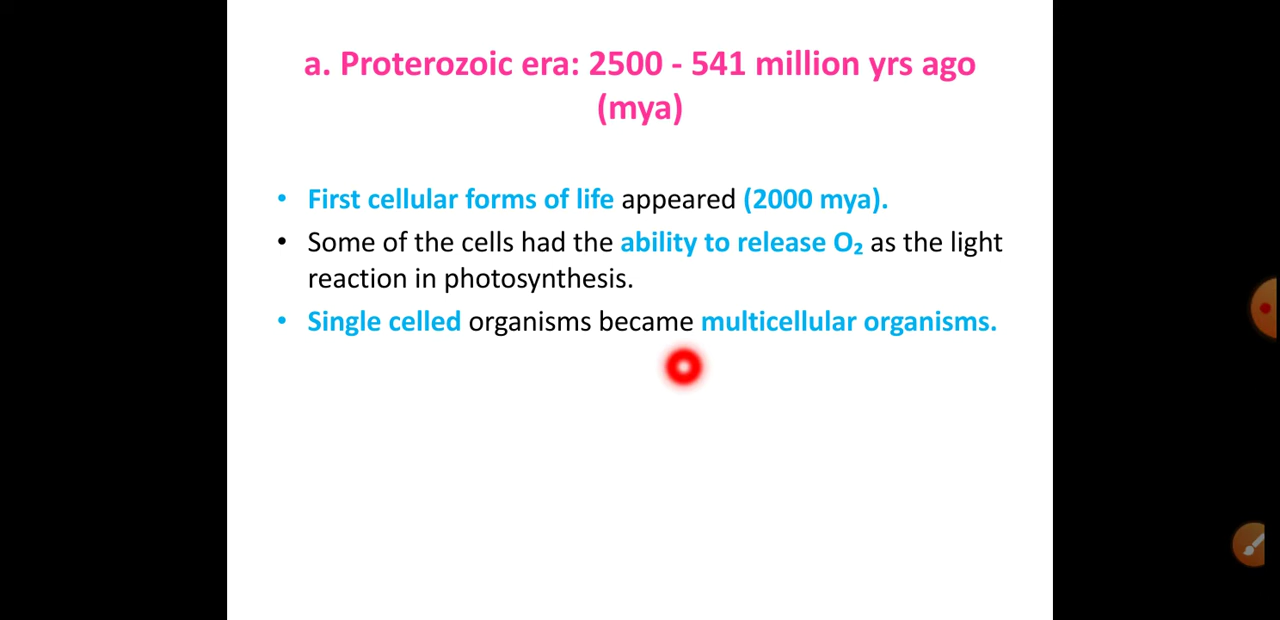 a. Proterozoic era: 2500 - 541 million yrs ago
(mya)
• First cellular forms of life appeared (2000 mya).
• Some of the cells had the ability to release O₂ as the light
reaction in photosynthesis.
• Single celled organisms became multicellular organisms.